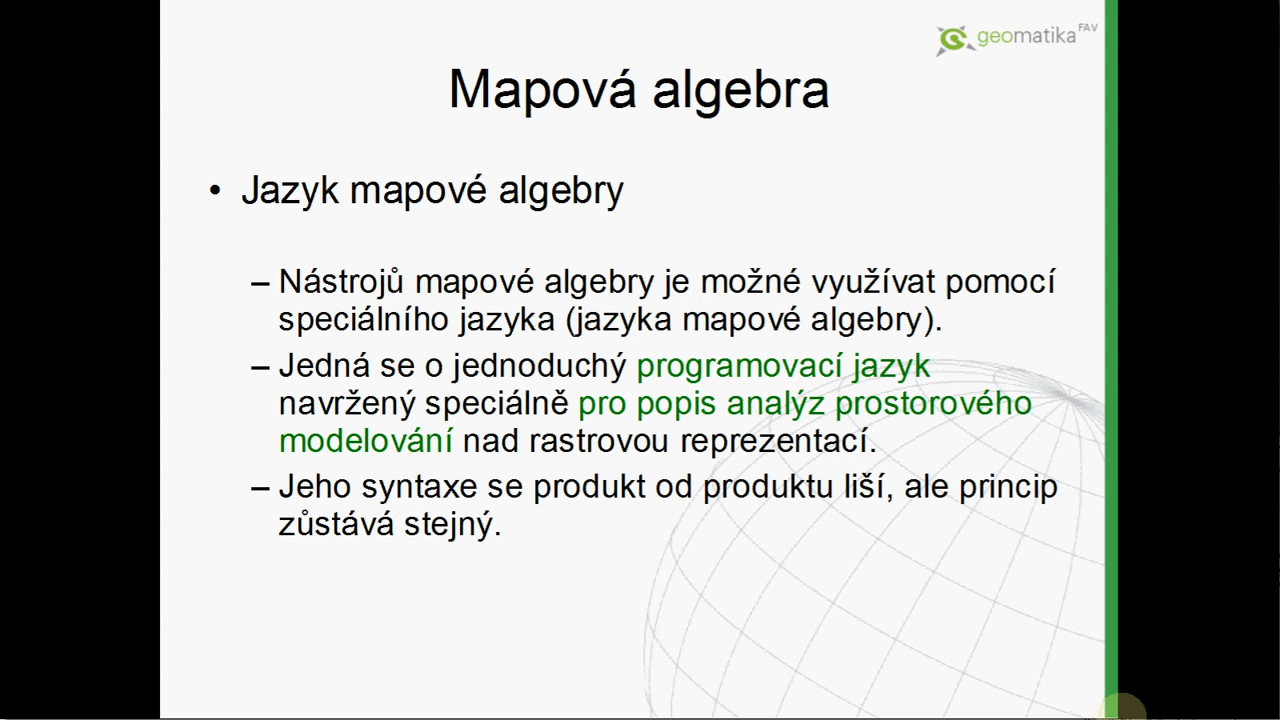 geomatika FAV
Mapová algebra
• Jazyk mapové algebry
– Nástrojů mapové algebry je možné využívat pomocí
speciálního jazyka (jazyka mapové algebry).
– Jedná se o jednoduchý programovací jazyk
navržený speciálně pro popis analýz prostorového
modelování nad rastrovou reprezentací.
– Jeho syntaxe se produkt od produktu liší, ale princip
zůstává stejný.